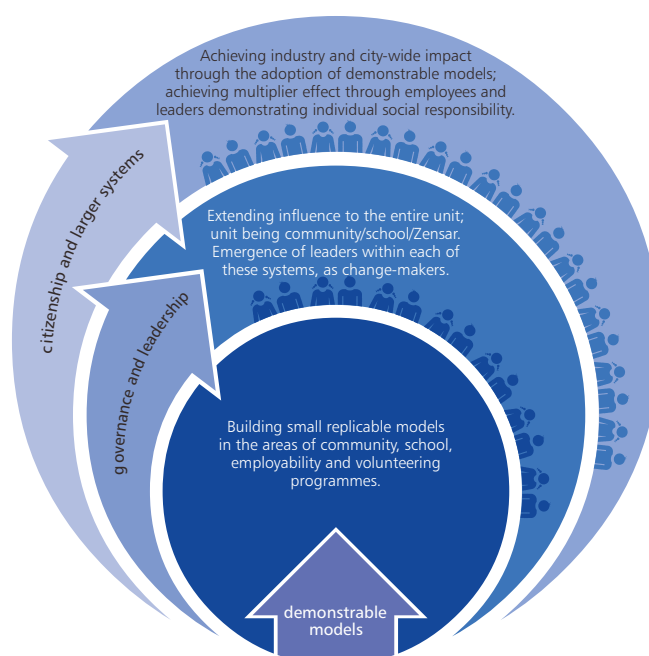 Achieving industry and city-wide impact
through the adoption of demonstrable models;
achieving multiplier effect through employees and
leaders demonstrating individual social responsibility.
citizenship and larger systems
Extending influence to the entire unit;
unit being community/school/Zensar.
Emergence of leaders within each of
these systems, as change-makers.
governance and leadership
Building small replicable models
in the areas of community, school,
employability and volunteering
programmes.
demonstrable
models